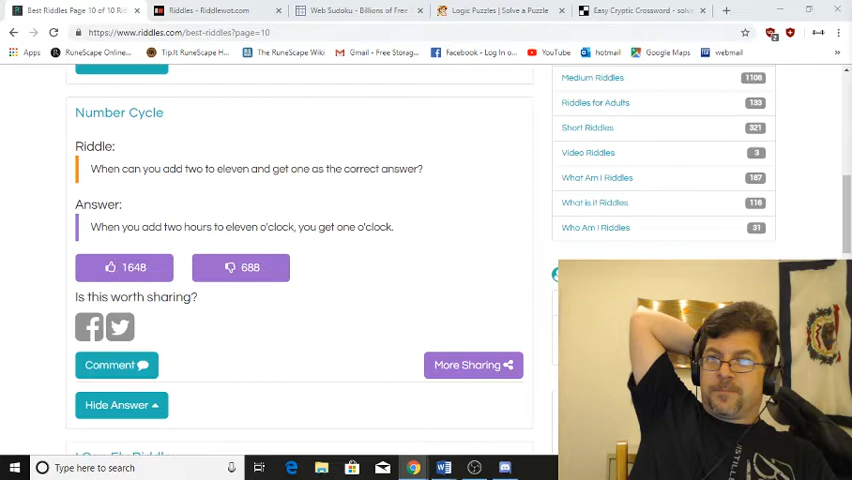 Best Riddles Page 10 of 10 Ri
Riddles - Riddlewot.com
Web Sudoku - Billions of Free
Logic Puzzles | Solve a Puzzle
Easy Cryptic Crossword - solve
https://www.riddles.com/best-riddles?page=10
RuneScape Online...
Tip.It RuneScape H...
Gmail - Free Storag...
Facebook - Log In o...
YouTube
hotmail
Google Maps
webmail
Number Cycle
Riddle:
When can you add two to eleven and get one as the correct answer?
Answer:
When you add two hours to eleven o'clock, you get one o'clock.
1648
688
Is this worth sharing?
Comment
More Sharing
Hide Answer
Medium Riddles 1108
Riddles for Adults 133
Short Riddles 321
Video Riddles 3
What Am I Riddles 187
What is it Riddles 116
Who Am I Riddles 31
Type here to search